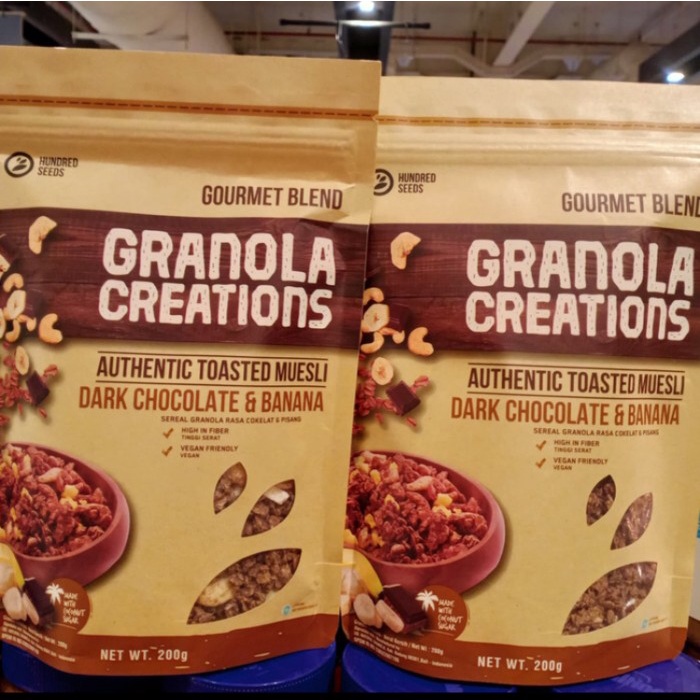 HUNDRED
SEEDS
GOURMET BLEND
GRANOLA
CREATIONS
AUTHENTIC TOASTED MUESLI
DARK CHOCOLATE & BANANA
SEREAL GRANOLA RASA COKELAT & PISANG
HIGH IN FIBER
TINGGI SERAT
VEGAN FRIENDLY
VEGAN
MADE
WITH
COCONUT
SUGAR
NET WT. 200g
HUNDRED
SEEDS
GOURMET BLEND
GRANOLA
CREATIONS
AUTHENTIC TOASTED MUESLI
DARK CHOCOLATE & BANANA
SEREAL GRANOLA RASA COKELAT & PISANG
HIGH IN FIBER
TINGGI SERAT
VEGAN FRIENDLY
VEGAN
MADE
WITH
COCONUT
SUGAR
NET WT. 200g